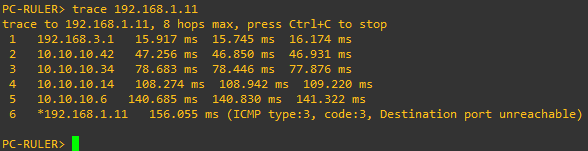 PC-RULER> trace 192.168.1.11
trace to 192.168.1.11, 8 hops max, press Ctrl+C to stop
1 192.168.3.1 15.917 ms 15.745 ms 16.174 ms
2 10.10.10.42 47.256 ms 46.850 ms 46.931 ms
3 10.10.10.34 78.683 ms 78.446 ms 77.876 ms
4 10.10.10.14 108.274 ms 108.942 ms 109.220 ms
5 10.10.10.6 140.685 ms 140.830 ms 141.322 ms
6 *192.168.1.11 156.055 ms (ICMP type:3, code:3, Destination port unreachable)
PC-RULER>